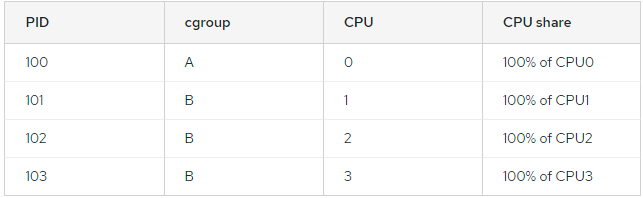 PID cgroup CPU CPU share
100 A 0 100% of CPU0
101 B 1 100% of CPU1
102 B 2 100% of CPU2
103 B 3 100% of CPU3